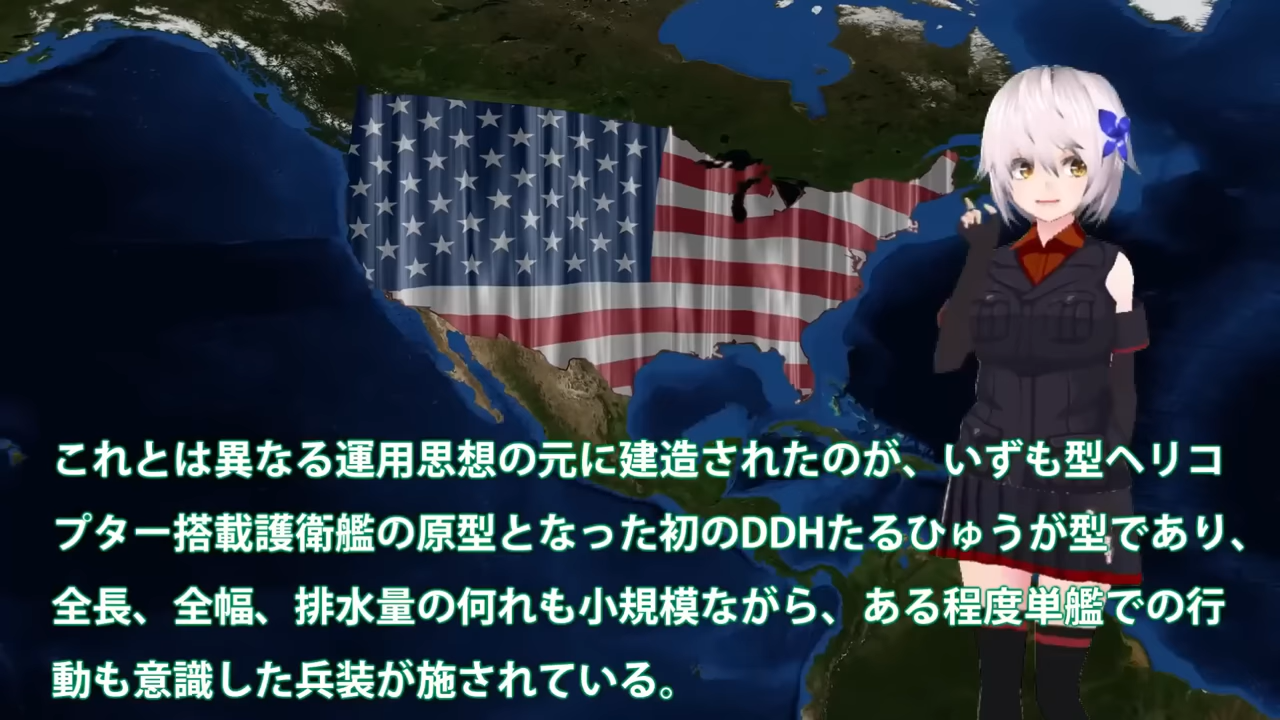 これとは異なる運用思想の元に建造されたのが、いずも型ヘリコ
プター搭載護衛艦の原型となった初のDDHたるひゅうが型であり、
全長、全幅、排水量の何れも小規模ながら、ある程度単艦での行
動も意識した兵装が施されている。